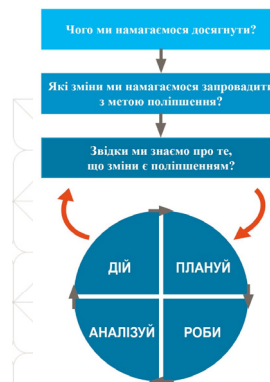 Чого ми намагаємося досягнути?
Які зміни ми намагаємося запровадити
з метою поліпшення?
Звідки ми знаємо про те,
що зміни є поліпшенням?
ДІЙ
ПЛАНУЙ
АНАЛІЗУЙ
РОБИ